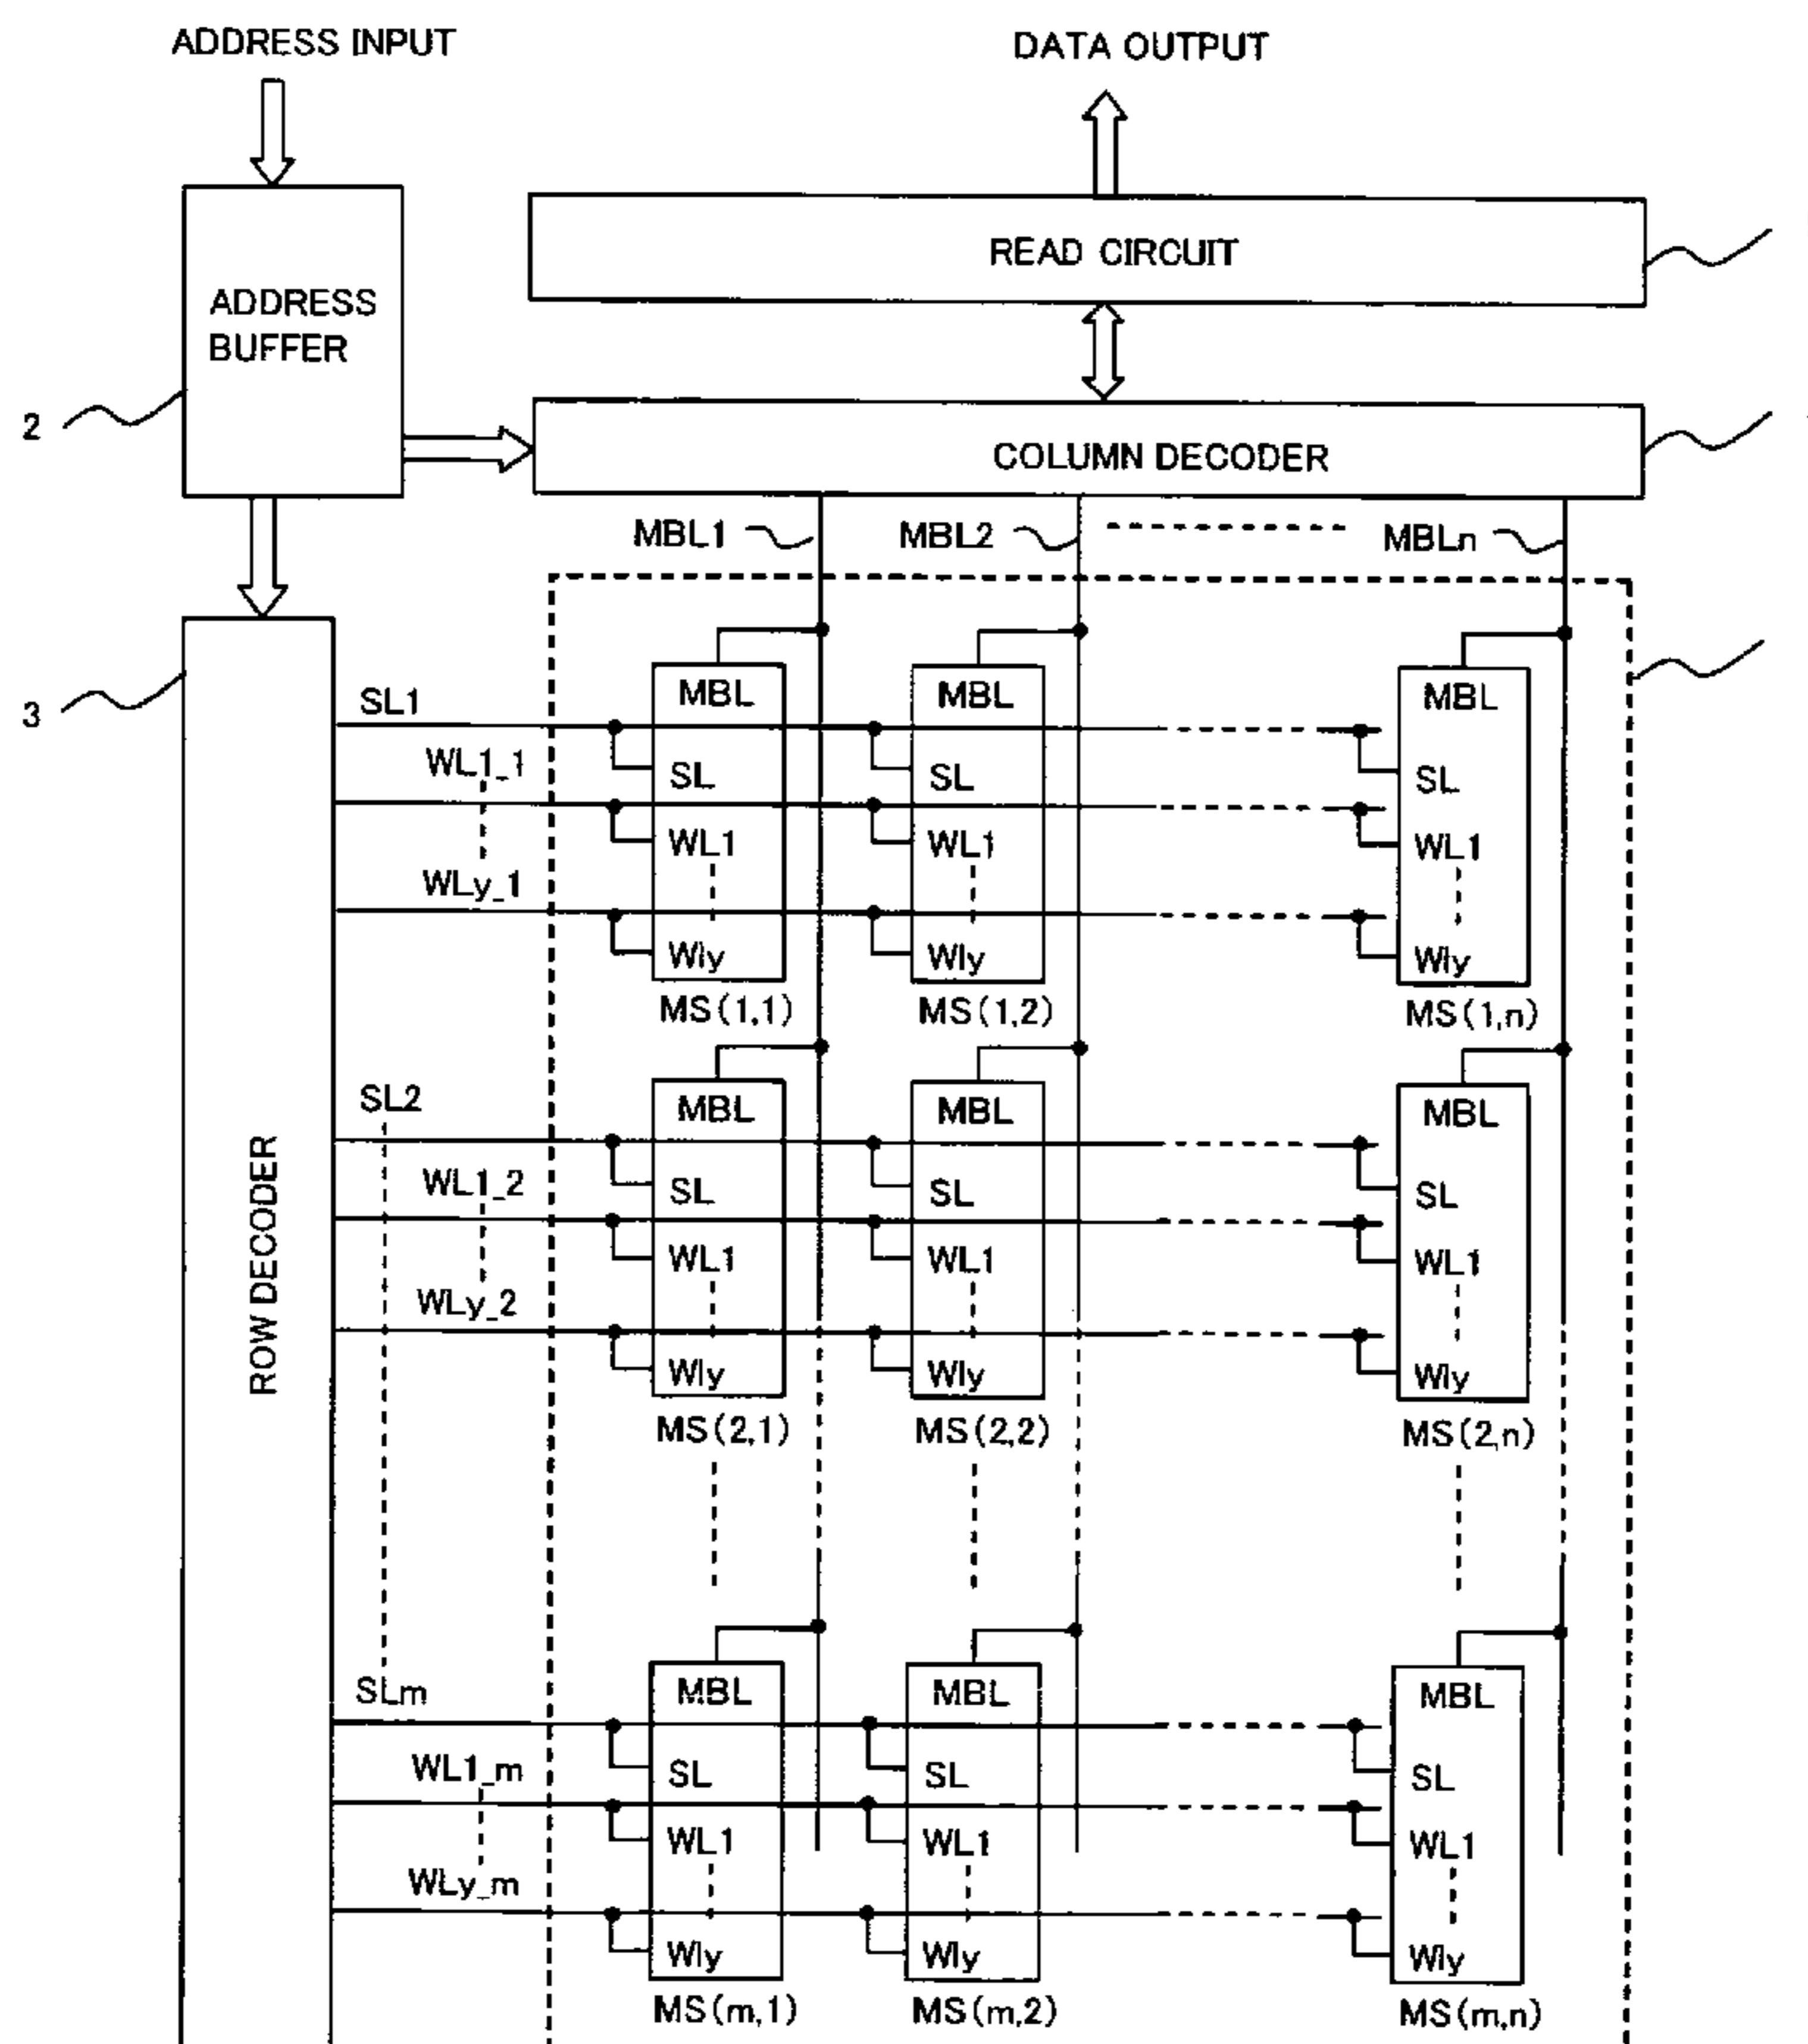 ADDRESS INPUT
DATA OUTPUT
READ CIRCUIT
ADDRESS
BUFFER
2
COLUMN DECODER
MBL1
MBL2
MBLn
3
ROW DECODER
SL1
WL1_1
WLy_1
MBL
SL
WL1
Wly
MS(1,1)
MBL
SL
WL1
Wly
MS(1,2)
MBL
SL
WL1
Wly
MS(1,n)
SL2
WL1_2
WLy_2
MBL
SL
WL1
Wly
MS(2,1)
MBL
SL
WL1
Wly
MS(2,2)
MBL
SL
WL1
Wly
MS(2,n)
SLm
WL1_m
WLy_m
MBL
SL
WL1
Wly
MS(m,1)
MBL
SL
WL1
Wly
MS(m,2)
MBL
SL
WL1
Wly
MS(m,n)